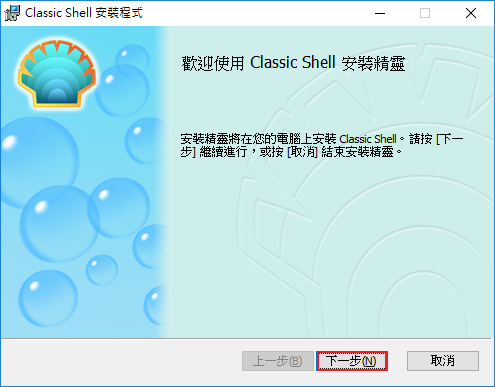 Classic Shell 安裝程式
歡迎使用 Classic Shell 安裝精靈
安裝精靈將在您的電腦上安裝 Classic Shell。請按 [下一
步] 繼續進行，或按 [取消] 結束安裝精靈。
上一步(B)
下一步(N)
取消